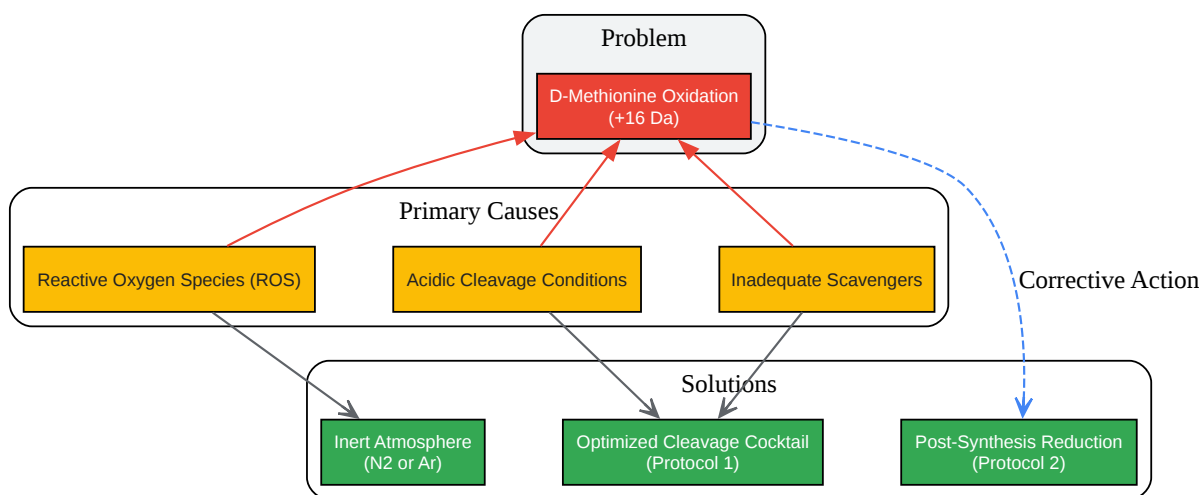 Problem
D-Methionine Oxidation
(+16 Da)
Primary Causes
Reactive Oxygen Species (ROS)
Acidic Cleavage Conditions
Inadequate Scavengers
Corrective Action
Solutions
Inert Atmosphere
(N2 or Ar)
Optimized Cleavage Cocktail
(Protocol 1)
Post-Synthesis Reduction
(Protocol 2)